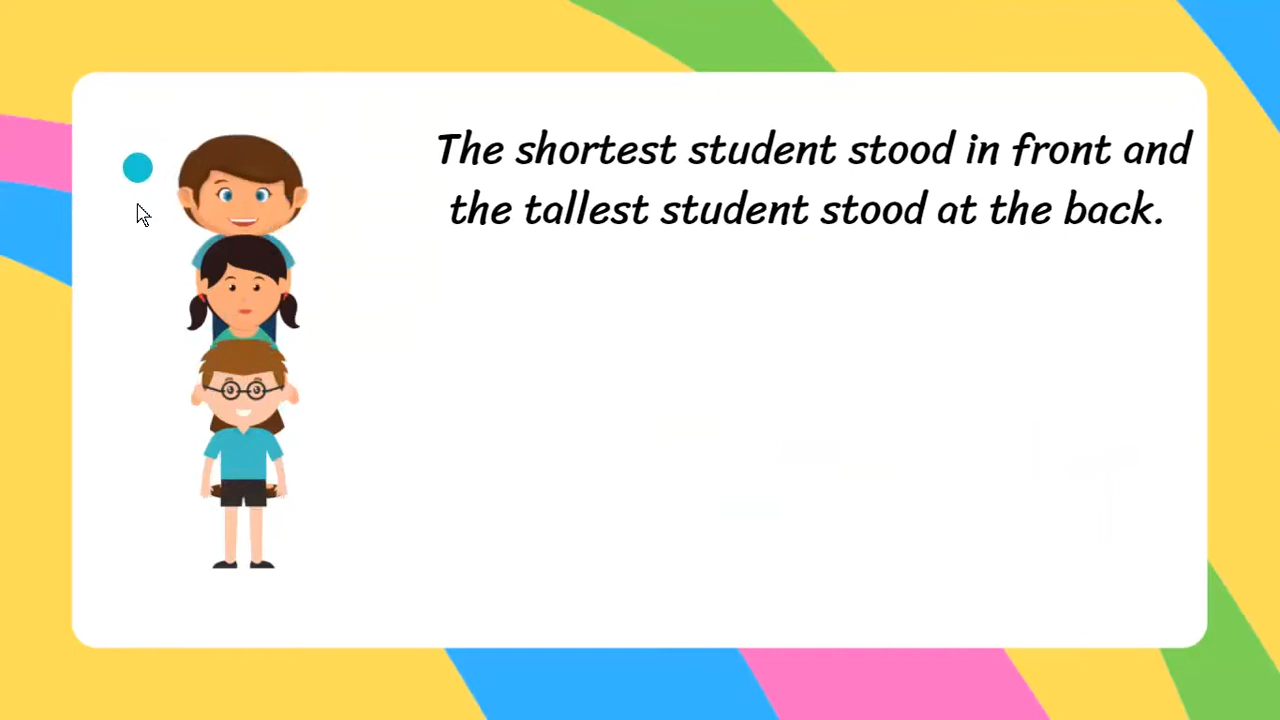 The shortest student stood in front and
the tallest student stood at the back.